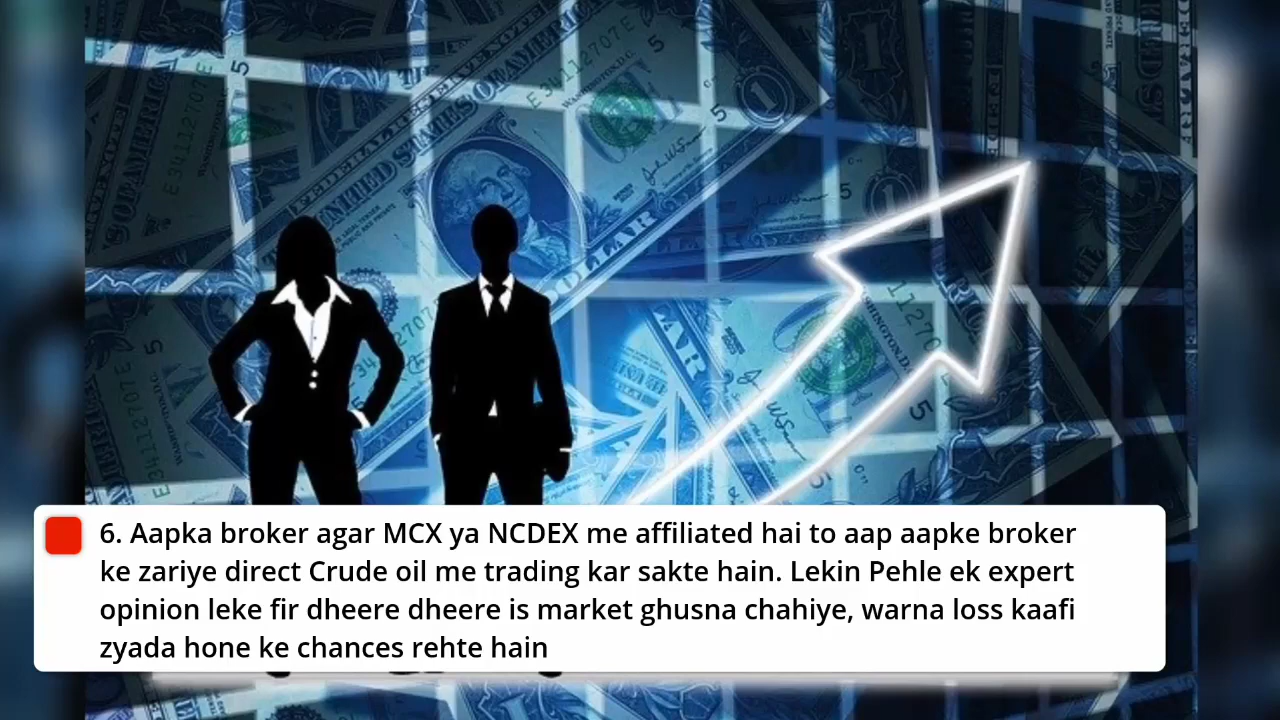 6. Aapka broker agar MCX ya NCDEX me affiliated hai to aap aapke broker
ke zariye direct Crude oil me trading kar sakte hain. Lekin Pehle ek expert
opinion leke fir dheere dheere is market ghusna chahiye, warna loss kaafi
zyada hone ke chances rehte hain